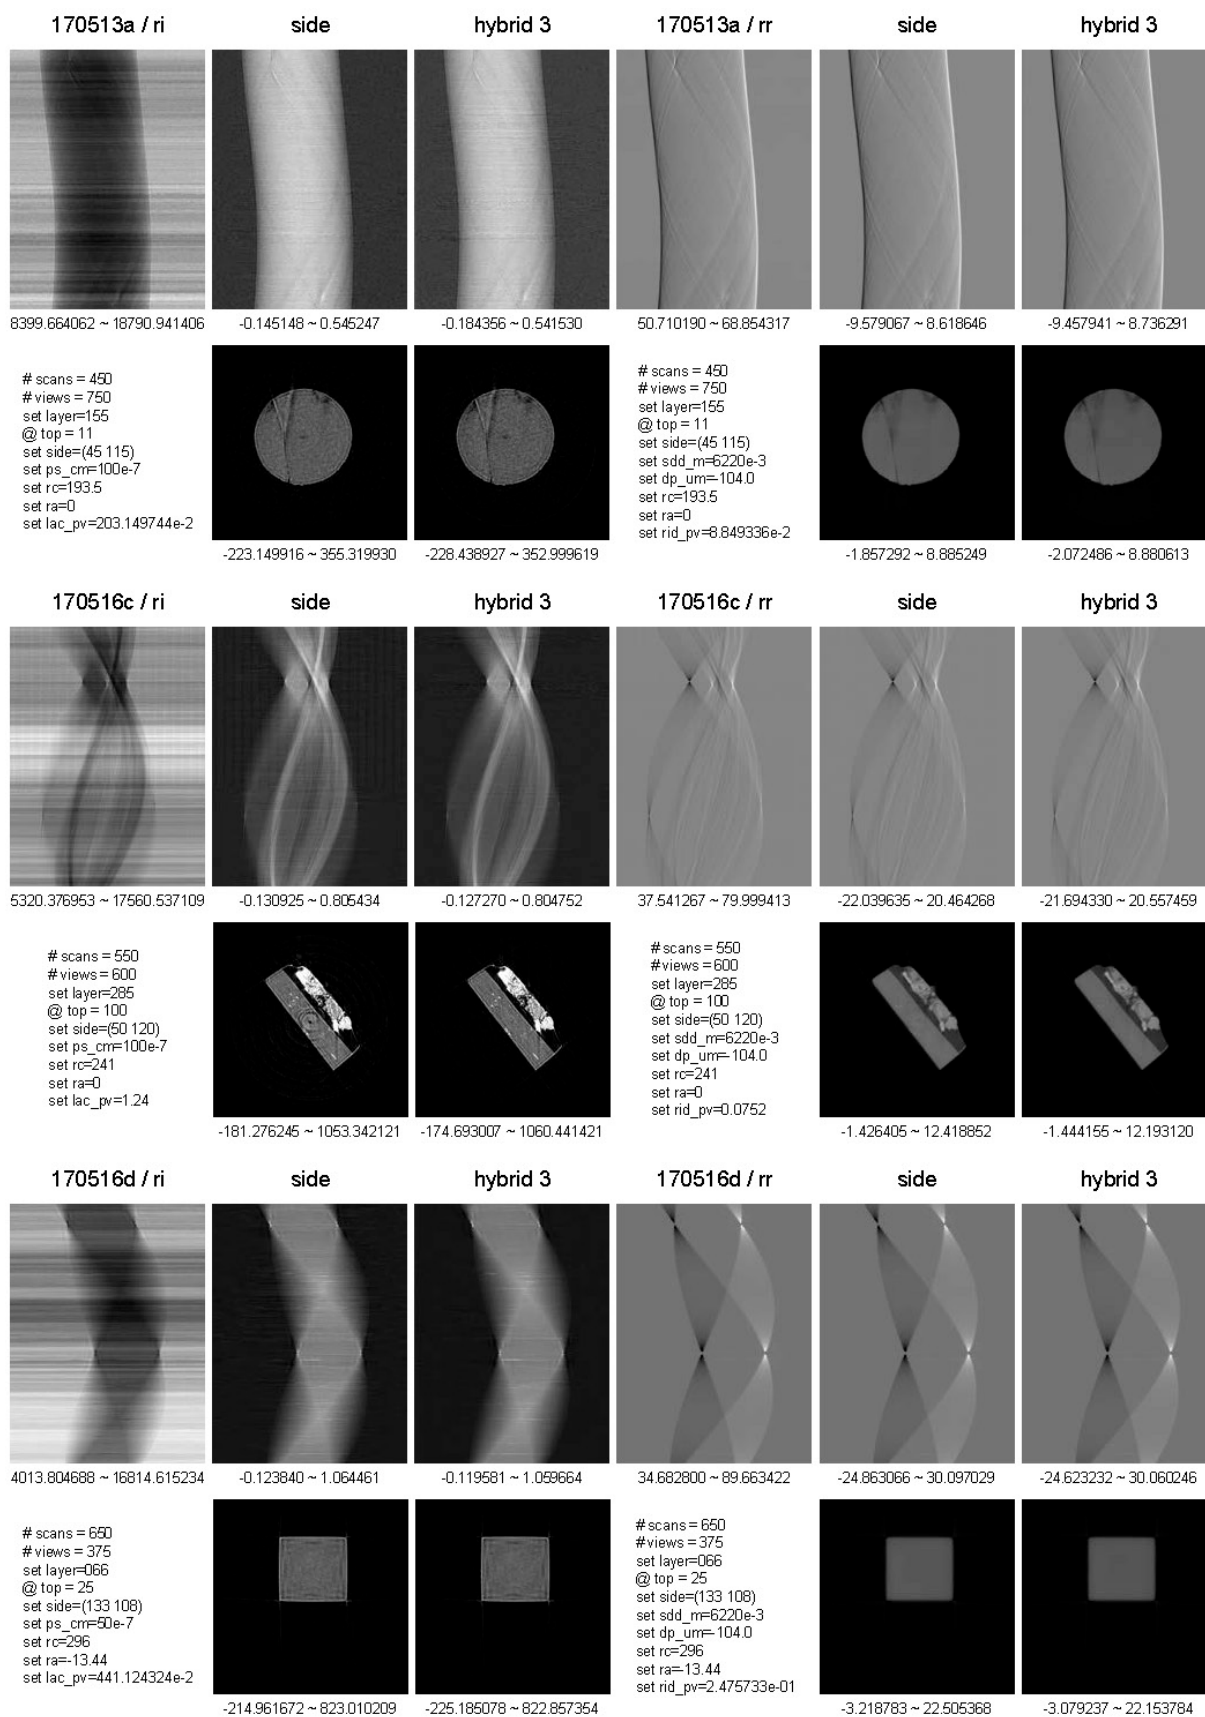 170513a / ri side hybrid 3 170513a / rr side hybrid 3
8399.664062 ~ 18790.941406 -0.145148 ~ 0.545247 -0.184356 ~ 0.541530 50.710190 ~ 68.854317 -9.579067 ~ 8.618646 -9.457941 ~ 8.736291
# scans = 450
# views = 750
set layer=155
@ top = 11
set side=(45 115)
set ps_cm=100e-7
set rc=193.5
set ra=0
set lac_pv=203.149744e-2
# scans = 450
# views = 750
set layer=155
@ top = 11
set side=(45 115)
set sdd_m=6220e-3
set dp_um=-104.0
set rc=193.5
set ra=0
set rid_pv=8.849336e-2
-223.149916 ~ 355.319930 -228.438927 ~ 352.999619 -1.857292 ~ 8.885249 -2.072486 ~ 8.880613
170516c / ri side hybrid 3 170516c / rr side hybrid 3
5320.376953 ~ 17560.537109 -0.130925 ~ 0.805434 -0.127270 ~ 0.804752 37.541267 ~ 79.999413 -22.039635 ~ 20.464268 -21.694330 ~ 20.557459
# scans = 550
# views = 600
set layer=285
@ top = 100
set side=(50 120)
set ps_cm=100e-7
set rc=241
set ra=0
set lac_pv=1.24
# scans = 550
# views = 600
set layer=285
@ top = 100
set side=(50 120)
set sdd_m=6220e-3
set dp_um=-104.0
set rc=241
set ra=0
set rid_pv=0.0752
-181.276245 ~ 1053.342121 -174.693007 ~ 1060.441421 -1.426405 ~ 12.418852 -1.444155 ~ 12.193120
170516d / ri side hybrid 3 170516d / rr side hybrid 3
4013.804688 ~ 16814.615234 -0.123840 ~ 1.064461 -0.119581 ~ 1.059664 34.682800 ~ 89.663422 -24.863066 ~ 30.097029 -24.623232 ~ 30.060246
# scans = 650
# views = 375
set layer=066
@ top = 25
set side=(133 108)
set ps_cm=50e-7
set rc=296
set ra=-13.44
set lac_pv=441.124324e-2
# scans = 650
# views = 375
set layer=066
@ top = 25
set side=(133 108)
set sdd_m=6220e-3
set dp_um=-104.0
set rc=296
set ra=-13.44
set rid_pv=2.475733e-01
-214.961672 ~ 823.010209 -225.185078 ~ 822.857354 -3.218783 ~ 22.505368 -3.079237 ~ 22.153784